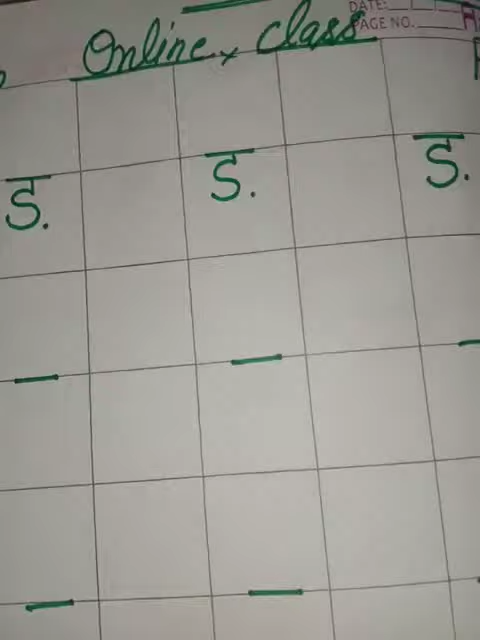 DATE:
PAGE NO.
Online x Class
ङ ङ ङ